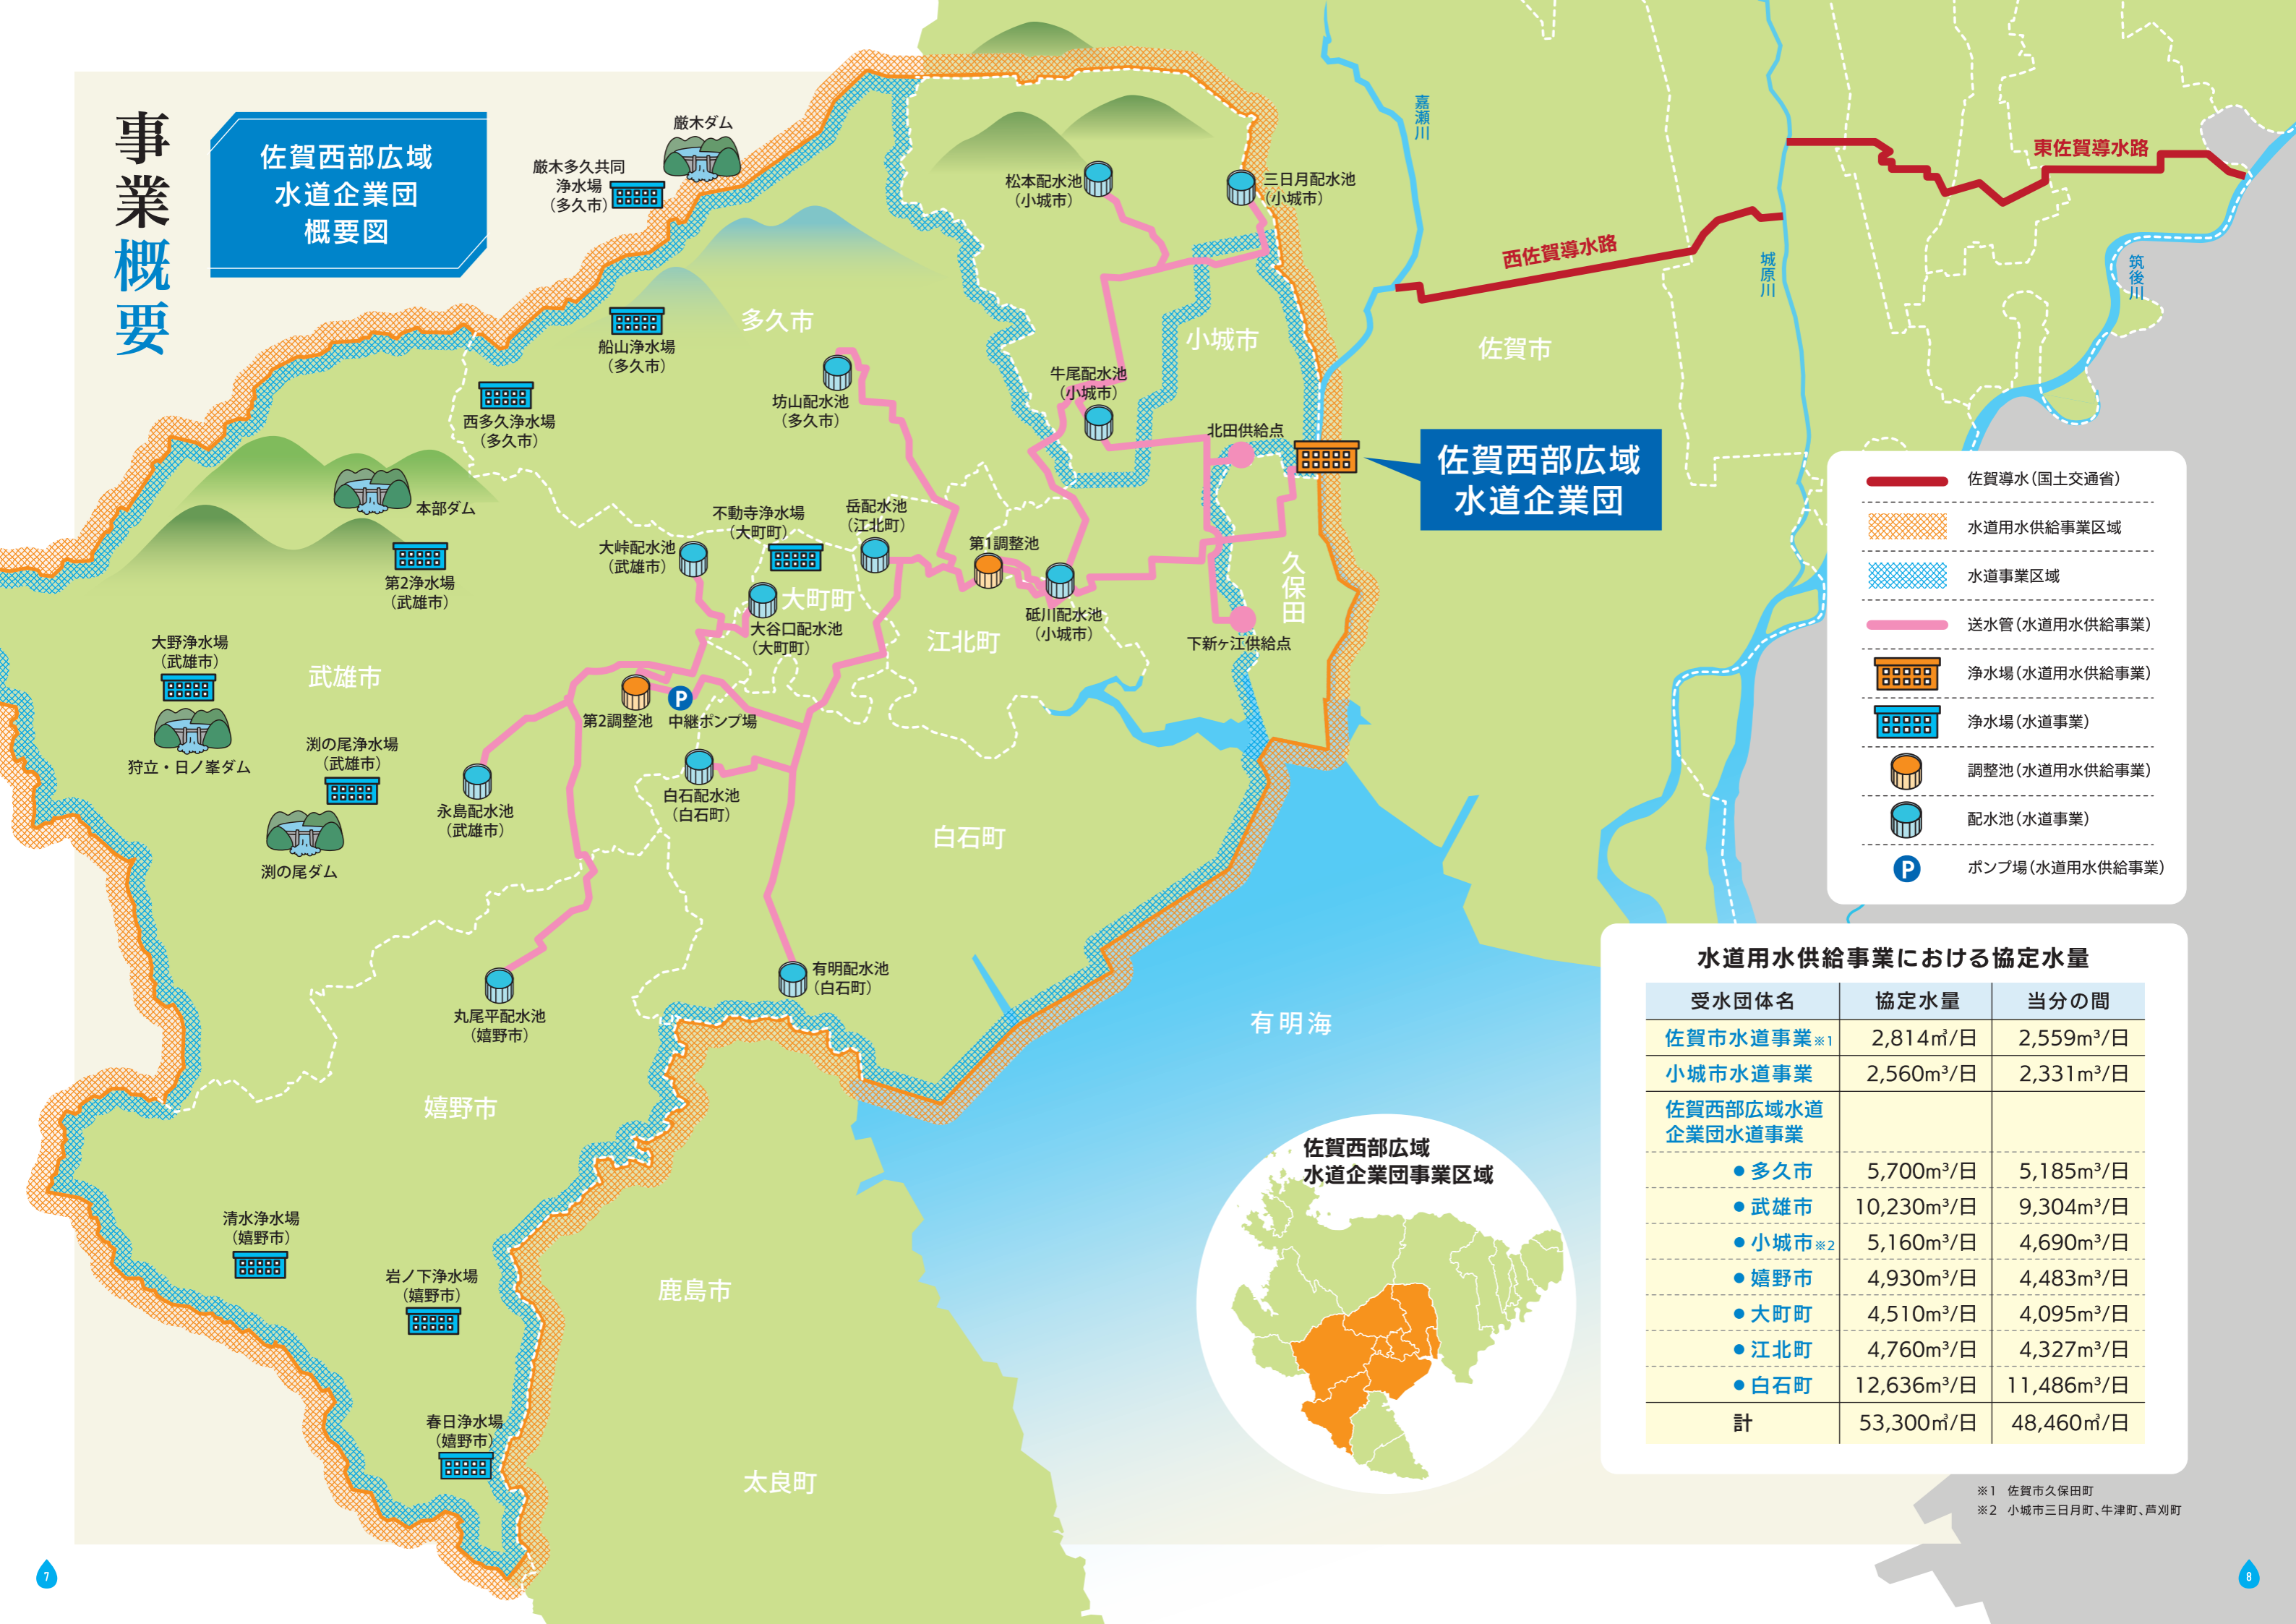 事業概要
佐賀西部広域
水道企業団
概要図
厳木ダム
厳木多久共同
浄水場
(多久市)
松本配水池
(小城市)
三日月配水池
(小城市)
嘉瀬川
東佐賀導水路
西佐賀導水路
城原川
筑後川
船山浄水場
(多久市)
多久市
小城市
佐賀市
西多久浄水場
(多久市)
坊山配水池
(多久市)
牛尾配水池
(小城市)
北田供給点
佐賀西部広域
水道企業団
本部ダム
第2浄水場
(武雄市)
大峠配水池
(武雄市)
不動寺浄水場
(大町町)
岳配水池
(江北町)
第1調整池
久保田
大町町
大谷口配水池
(大町町)
江北町
砥川配水池
(小城市)
下新ヶ江供給点
大野浄水場
(武雄市)
武雄市
狩立・日ノ峯ダム
渕の尾浄水場
(武雄市)
渕の尾ダム
第2調整池
P
中継ポンプ場
永島配水池
(武雄市)
白石配水池
(白石町)
白石町
有明配水池
(白石町)
丸尾平配水池
(嬉野市)
有明海
嬉野市
清水浄水場
(嬉野市)
岩ノ下浄水場
(嬉野市)
鹿島市
春日浄水場
(嬉野市)
太良町
佐賀導水(国土交通省)
水道用水供給事業区域
水道事業区域
送水管(水道用水供給事業)
浄水場(水道用水供給事業)
浄水場(水道事業)
調整池(水道用水供給事業)
配水池(水道事業)
P ポンプ場(水道用水供給事業)
佐賀西部広域
水道企業団事業区域
水道用水供給事業における協定水量
受水団体名 協定水量 当分の間
佐賀市水道事業※1 2,814㎥/日 2,559m³/日
小城市水道事業 2,560m³/日 2,331m³/日
佐賀西部広域水道
企業団水道事業
●多久市 5,700m³/日 5,185m³/日
●武雄市 10,230m³/日 9,304m³/日
●小城市※2 5,160m³/日 4,690m³/日
●嬉野市 4,930m³/日 4,483m³/日
●大町町 4,510m³/日 4,095m³/日
●江北町 4,760m³/日 4,327m³/日
●白石町 12,636m³/日 11,486m³/日
計 53,300㎥/日 48,460㎥/日
※1 佐賀市久保田町
※2 小城市三日月町、牛津町、芦刈町
7
8